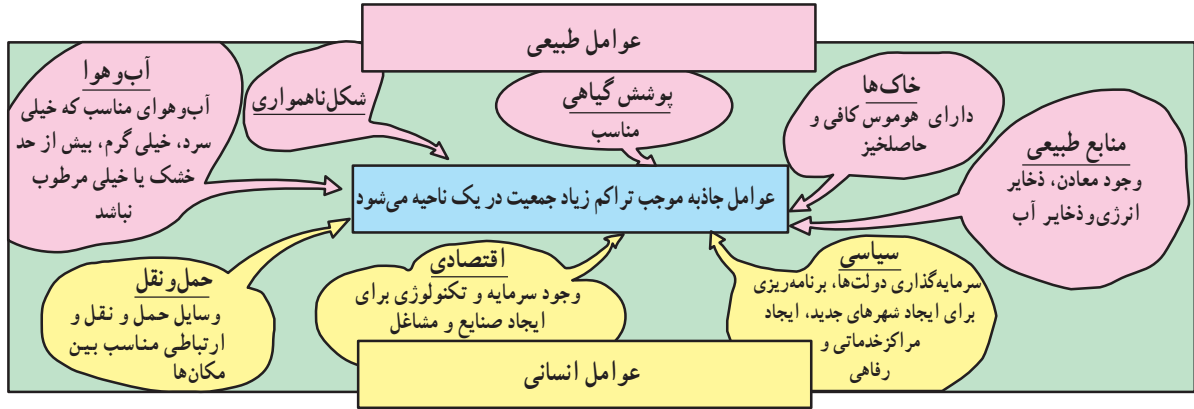 عوامل طبیعی
خاک‌ها
دارای هوموس کافی و
حاصلخیز
منابع طبیعی
وجود معادن، ذخایر
انرژی‌و‌ذخایر آب
پوشش گیاهی
مناسب
شکل‌ناهمواری
آب‌و‌هوا
آب‌و‌هوای مناسب که خیلی
سرد، خیلی گرم، بیش از حد
خشک یا خیلی مرطوب
نباشد
عوامل جاذبه موجب تراکم زیاد جمعیت در یک ناحیه می‌شود
سیاسی
سرمایه‌گذاری دولت‌ها، برنامه‌ریزی
برای ایجاد شهرهای جدید، ایجاد
مراکزخدماتی و
رفاهی
اقتصادی
وجود سرمایه و تکنولوژی برای
ایجاد صنایع و مشاغل
حمل‌و‌نقل
وسایل حمل و نقل و
ارتباطی مناسب بین
مکان‌ها
عوامل انسانی